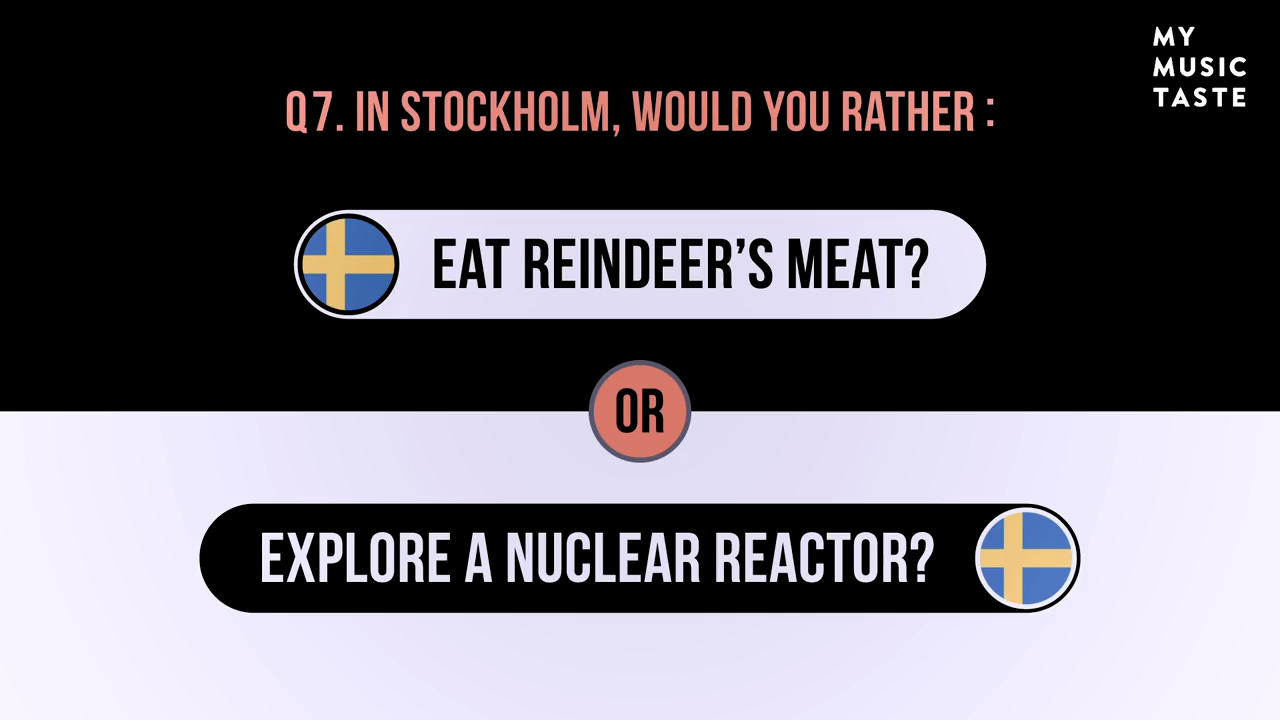 MY
MUSIC
TASTE
Q7. IN STOCKHOLM, WOULD YOU RATHER :
EAT REINDEER’S MEAT?
OR
EXPLORE A NUCLEAR REACTOR?